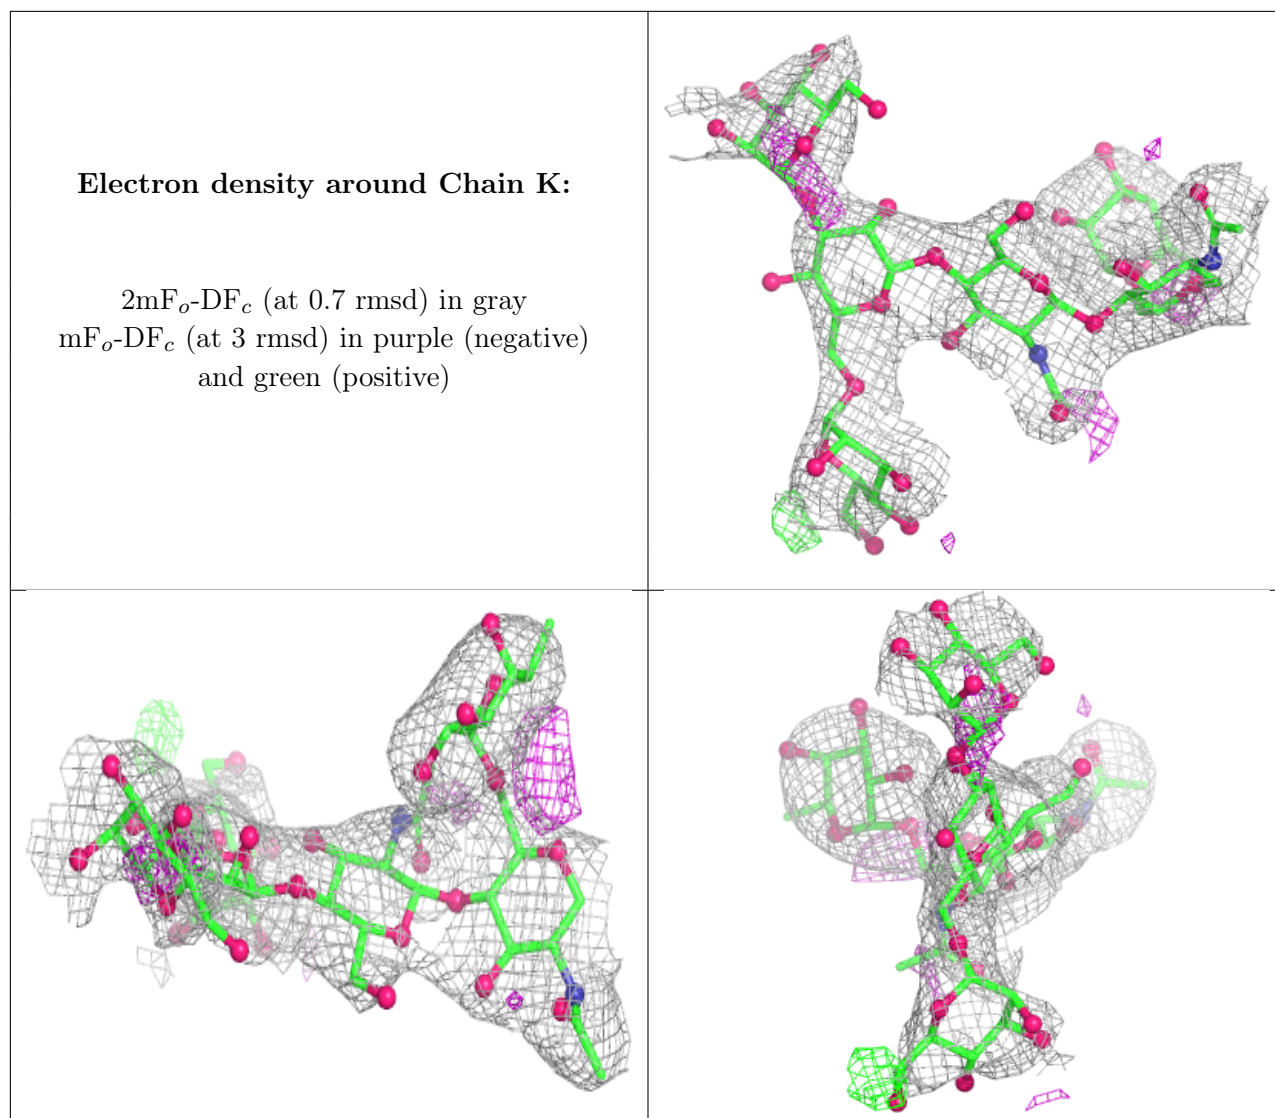 Electron density around Chain K:
2mFₒ-DF𝒸 (at 0.7 rmsd) in gray
mFₒ-DF𝒸 (at 3 rmsd) in purple (negative)
and green (positive)